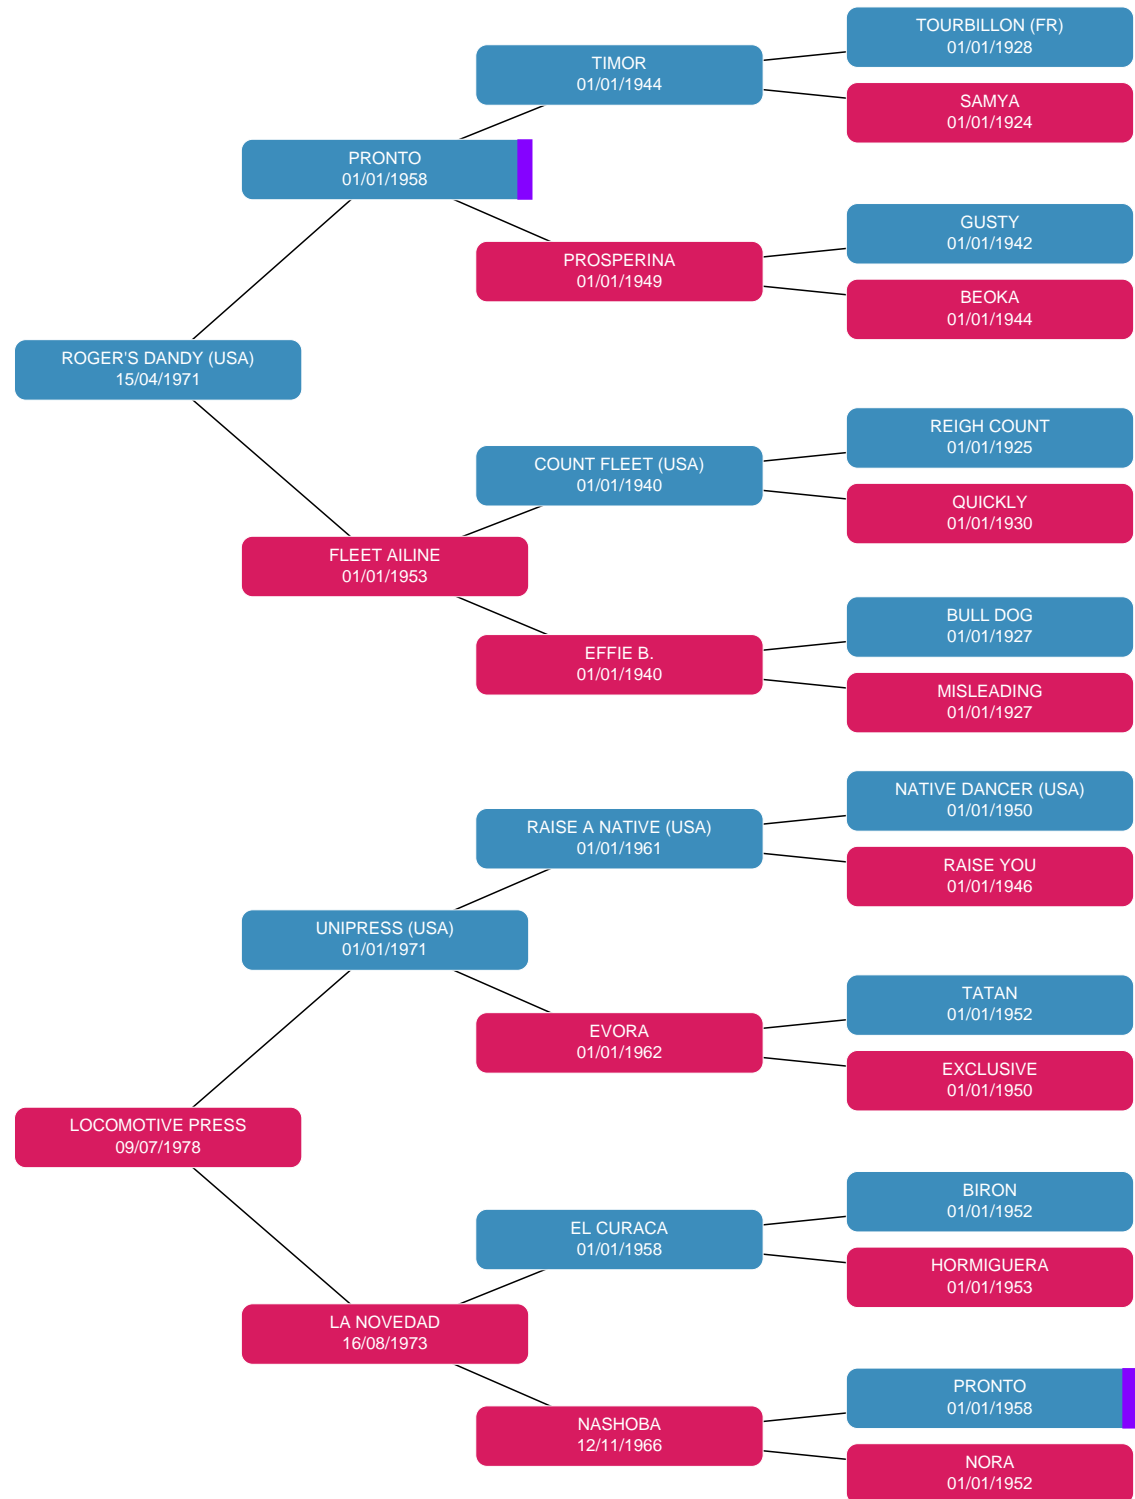 TOURBILLON (FR)
01/01/1928
TIMOR
01/01/1944
SAMYA
01/01/1924
PRONTO
01/01/1958
GUSTY
01/01/1942
PROSPERINA
01/01/1949
BEOKA
01/01/1944
ROGER'S DANDY (USA)
15/04/1971
REIGH COUNT
01/01/1925
COUNT FLEET (USA)
01/01/1940
QUICKLY
01/01/1930
FLEET AILINE
01/01/1953
BULL DOG
01/01/1927
EFFIE B.
01/01/1940
MISLEADING
01/01/1927
NATIVE DANCER (USA)
01/01/1950
RAISE A NATIVE (USA)
01/01/1961
RAISE YOU
01/01/1946
UNIPRESS (USA)
01/01/1971
TATAN
01/01/1952
EVORA
01/01/1962
EXCLUSIVE
01/01/1950
LOCOMOTIVE PRESS
09/07/1978
BIRON
01/01/1952
EL CURACA
01/01/1958
HORMIGUERA
01/01/1953
LA NOVEDAD
16/08/1973
PRONTO
01/01/1958
NASHOBA
12/11/1966
NORA
01/01/1952